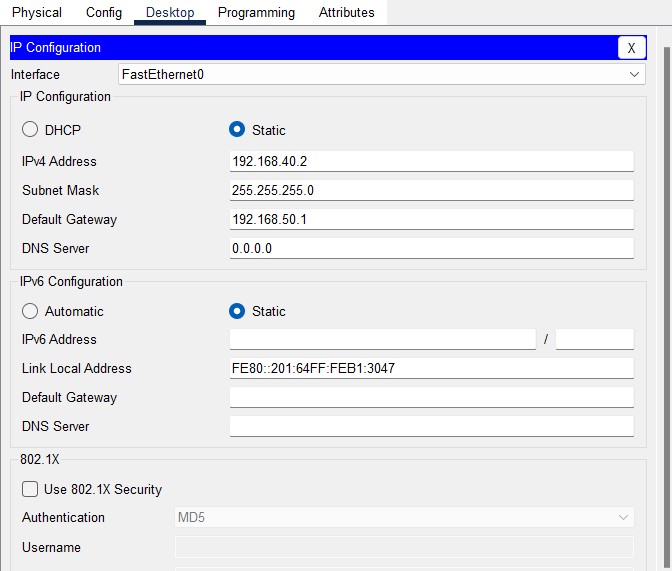 Physical Config Desktop Programming Attributes
IP Configuration X
Interface FastEthernet0
IP Configuration
DHCP Static
IPv4 Address 192.168.40.2
Subnet Mask 255.255.255.0
Default Gateway 192.168.50.1
DNS Server 0.0.0.0
IPv6 Configuration
Automatic Static
IPv6 Address /
Link Local Address FE80::201:64FF:FEB1:3047
Default Gateway
DNS Server
802.1X
Use 802.1X Security
Authentication MD5
Username